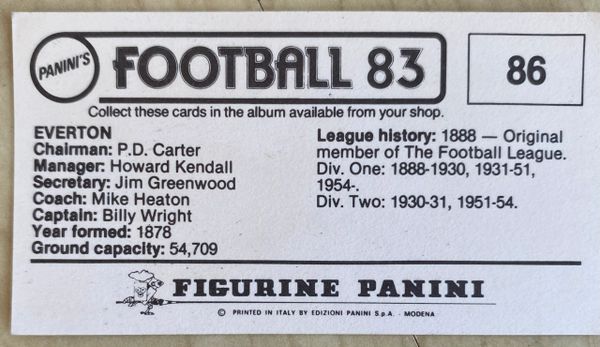 PANINI'S
FOOTBALL 83
86
Collect these cards in the album available from your shop.
EVERTON
Chairman: P.D. Carter
Manager: Howard Kendall
Secretary: Jim Greenwood
Coach: Mike Heaton
Captain: Billy Wright
Year formed: 1878
Ground capacity: 54,709
League history: 1888 — Original
member of The Football League.
Div. One: 1888-1930, 1931-51,
1954-.
Div. Two: 1930-31, 1951-54.
FIGURINE PANINI
© PRINTED IN ITALY BY EDIZIONI PANINI S.p.A. - MODENA